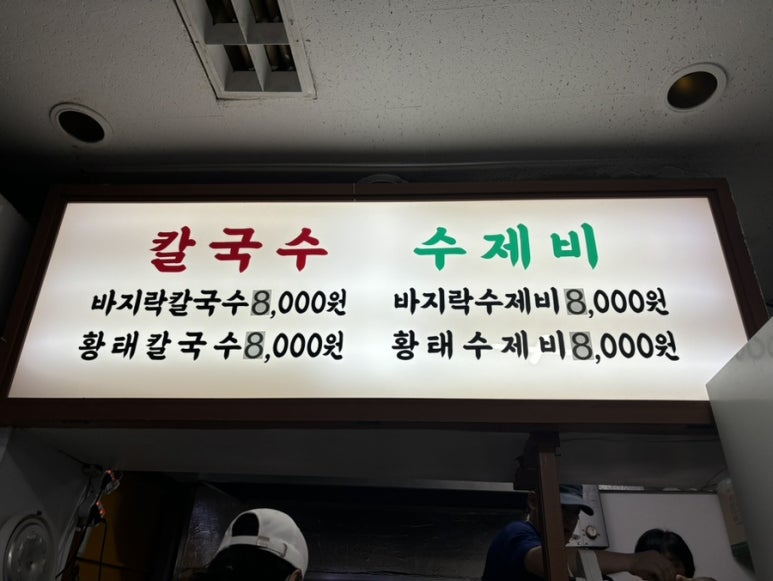 칼국수 수제비
바지락칼국수 8,000원 바지락수제비 8,000원
황태칼국수 8,000원 황태수제비 8,000원